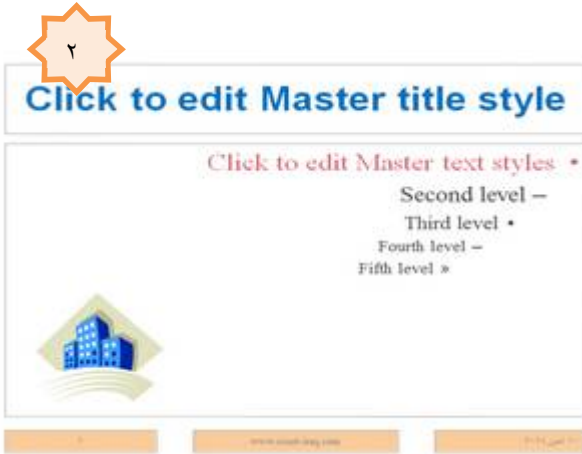 ٢
Click to edit Master title style
Click to edit Master text styles •
Second level –
Third level •
Fourth level –
Fifth level »